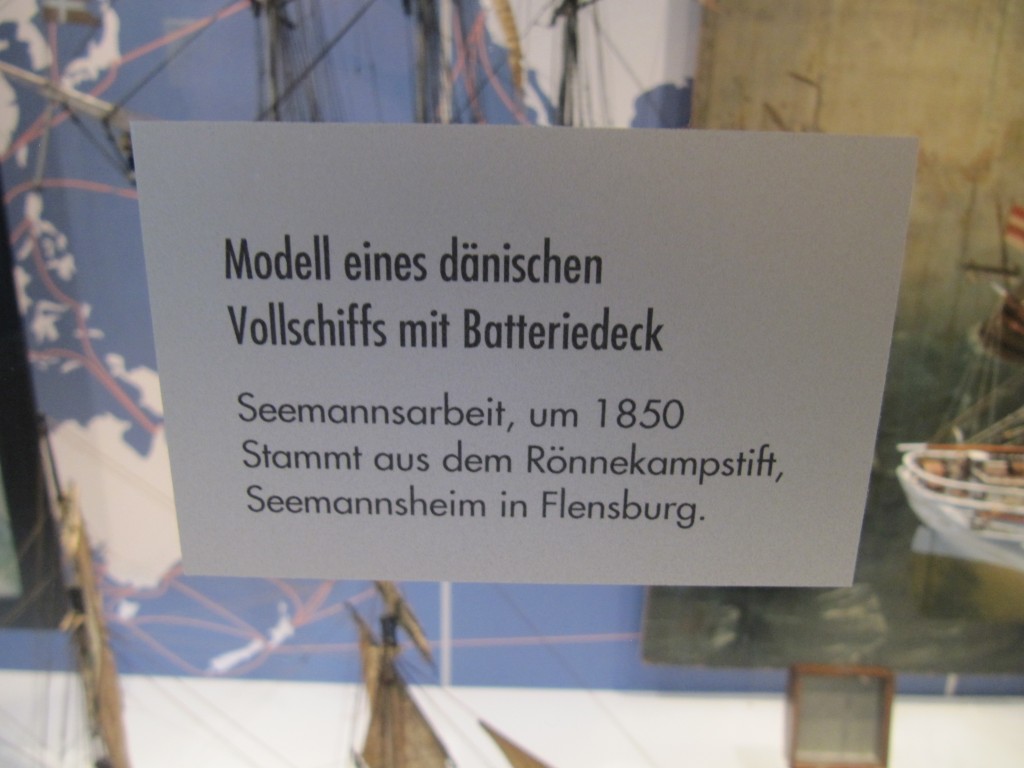 Modell eines dänischen
Vollschiffs mit Batteriedeck
Seemannsarbeit, um 1850
Stammt aus dem Rönnekampstift,
Seemannsheim in Flensburg.